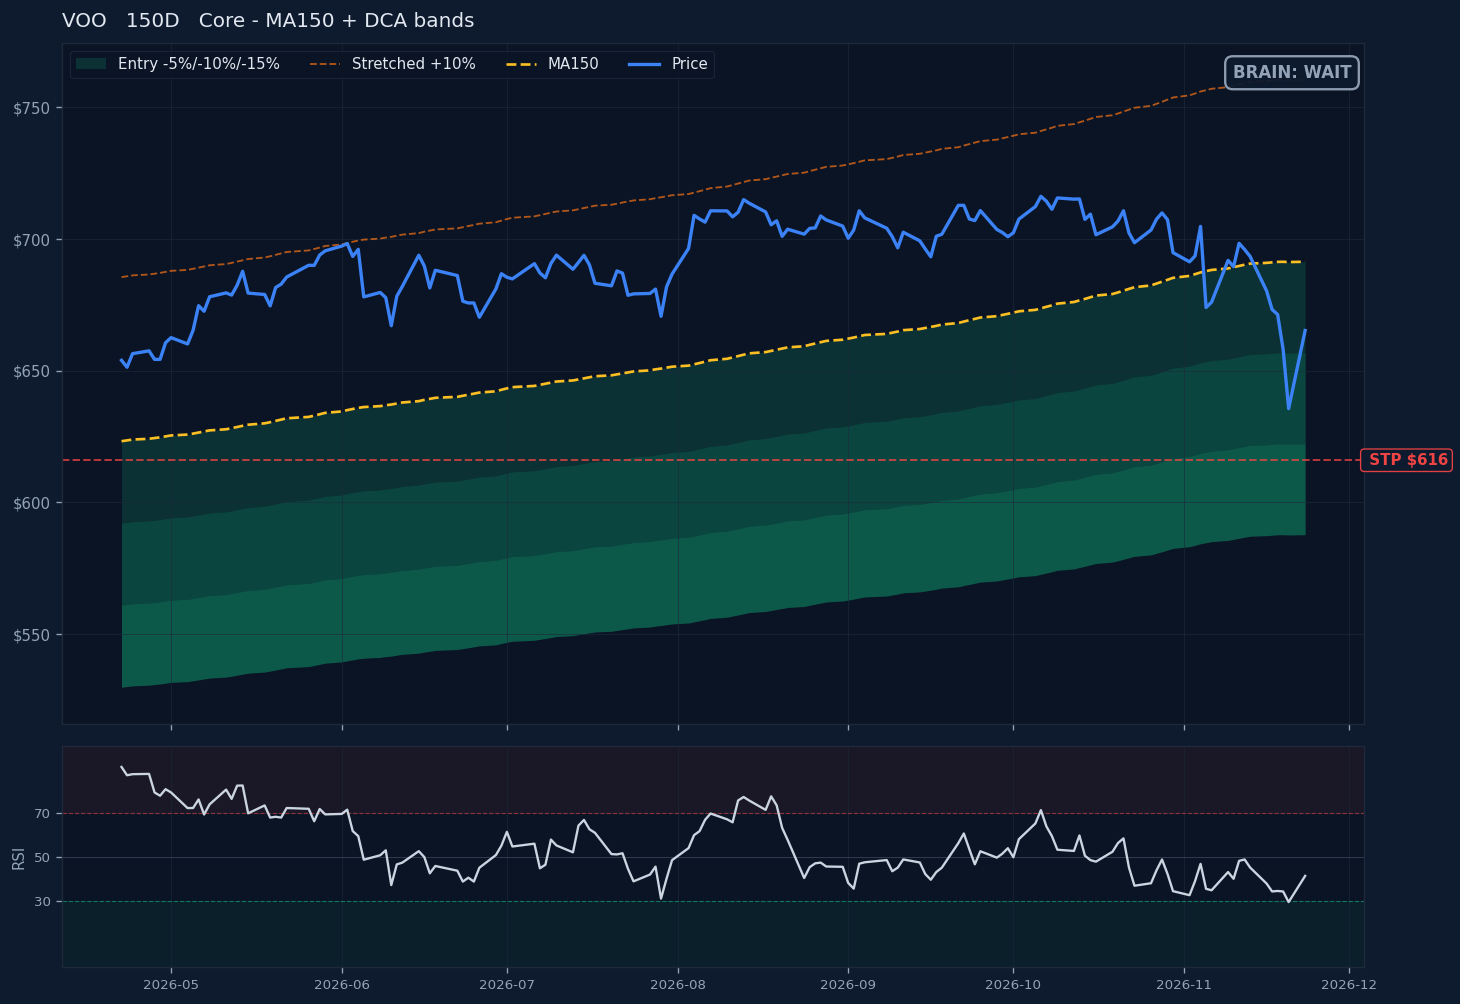 VOO 150D Core - MA150 + DCA bands
Entry -5%/-10%/-15% Stretched +10% MA150 Price
BRAIN: WAIT
$750
$700
$650
$600
$550
STP $616
RSI
70
50
30
2026-05 2026-06 2026-07 2026-08 2026-09 2026-10 2026-11 2026-12